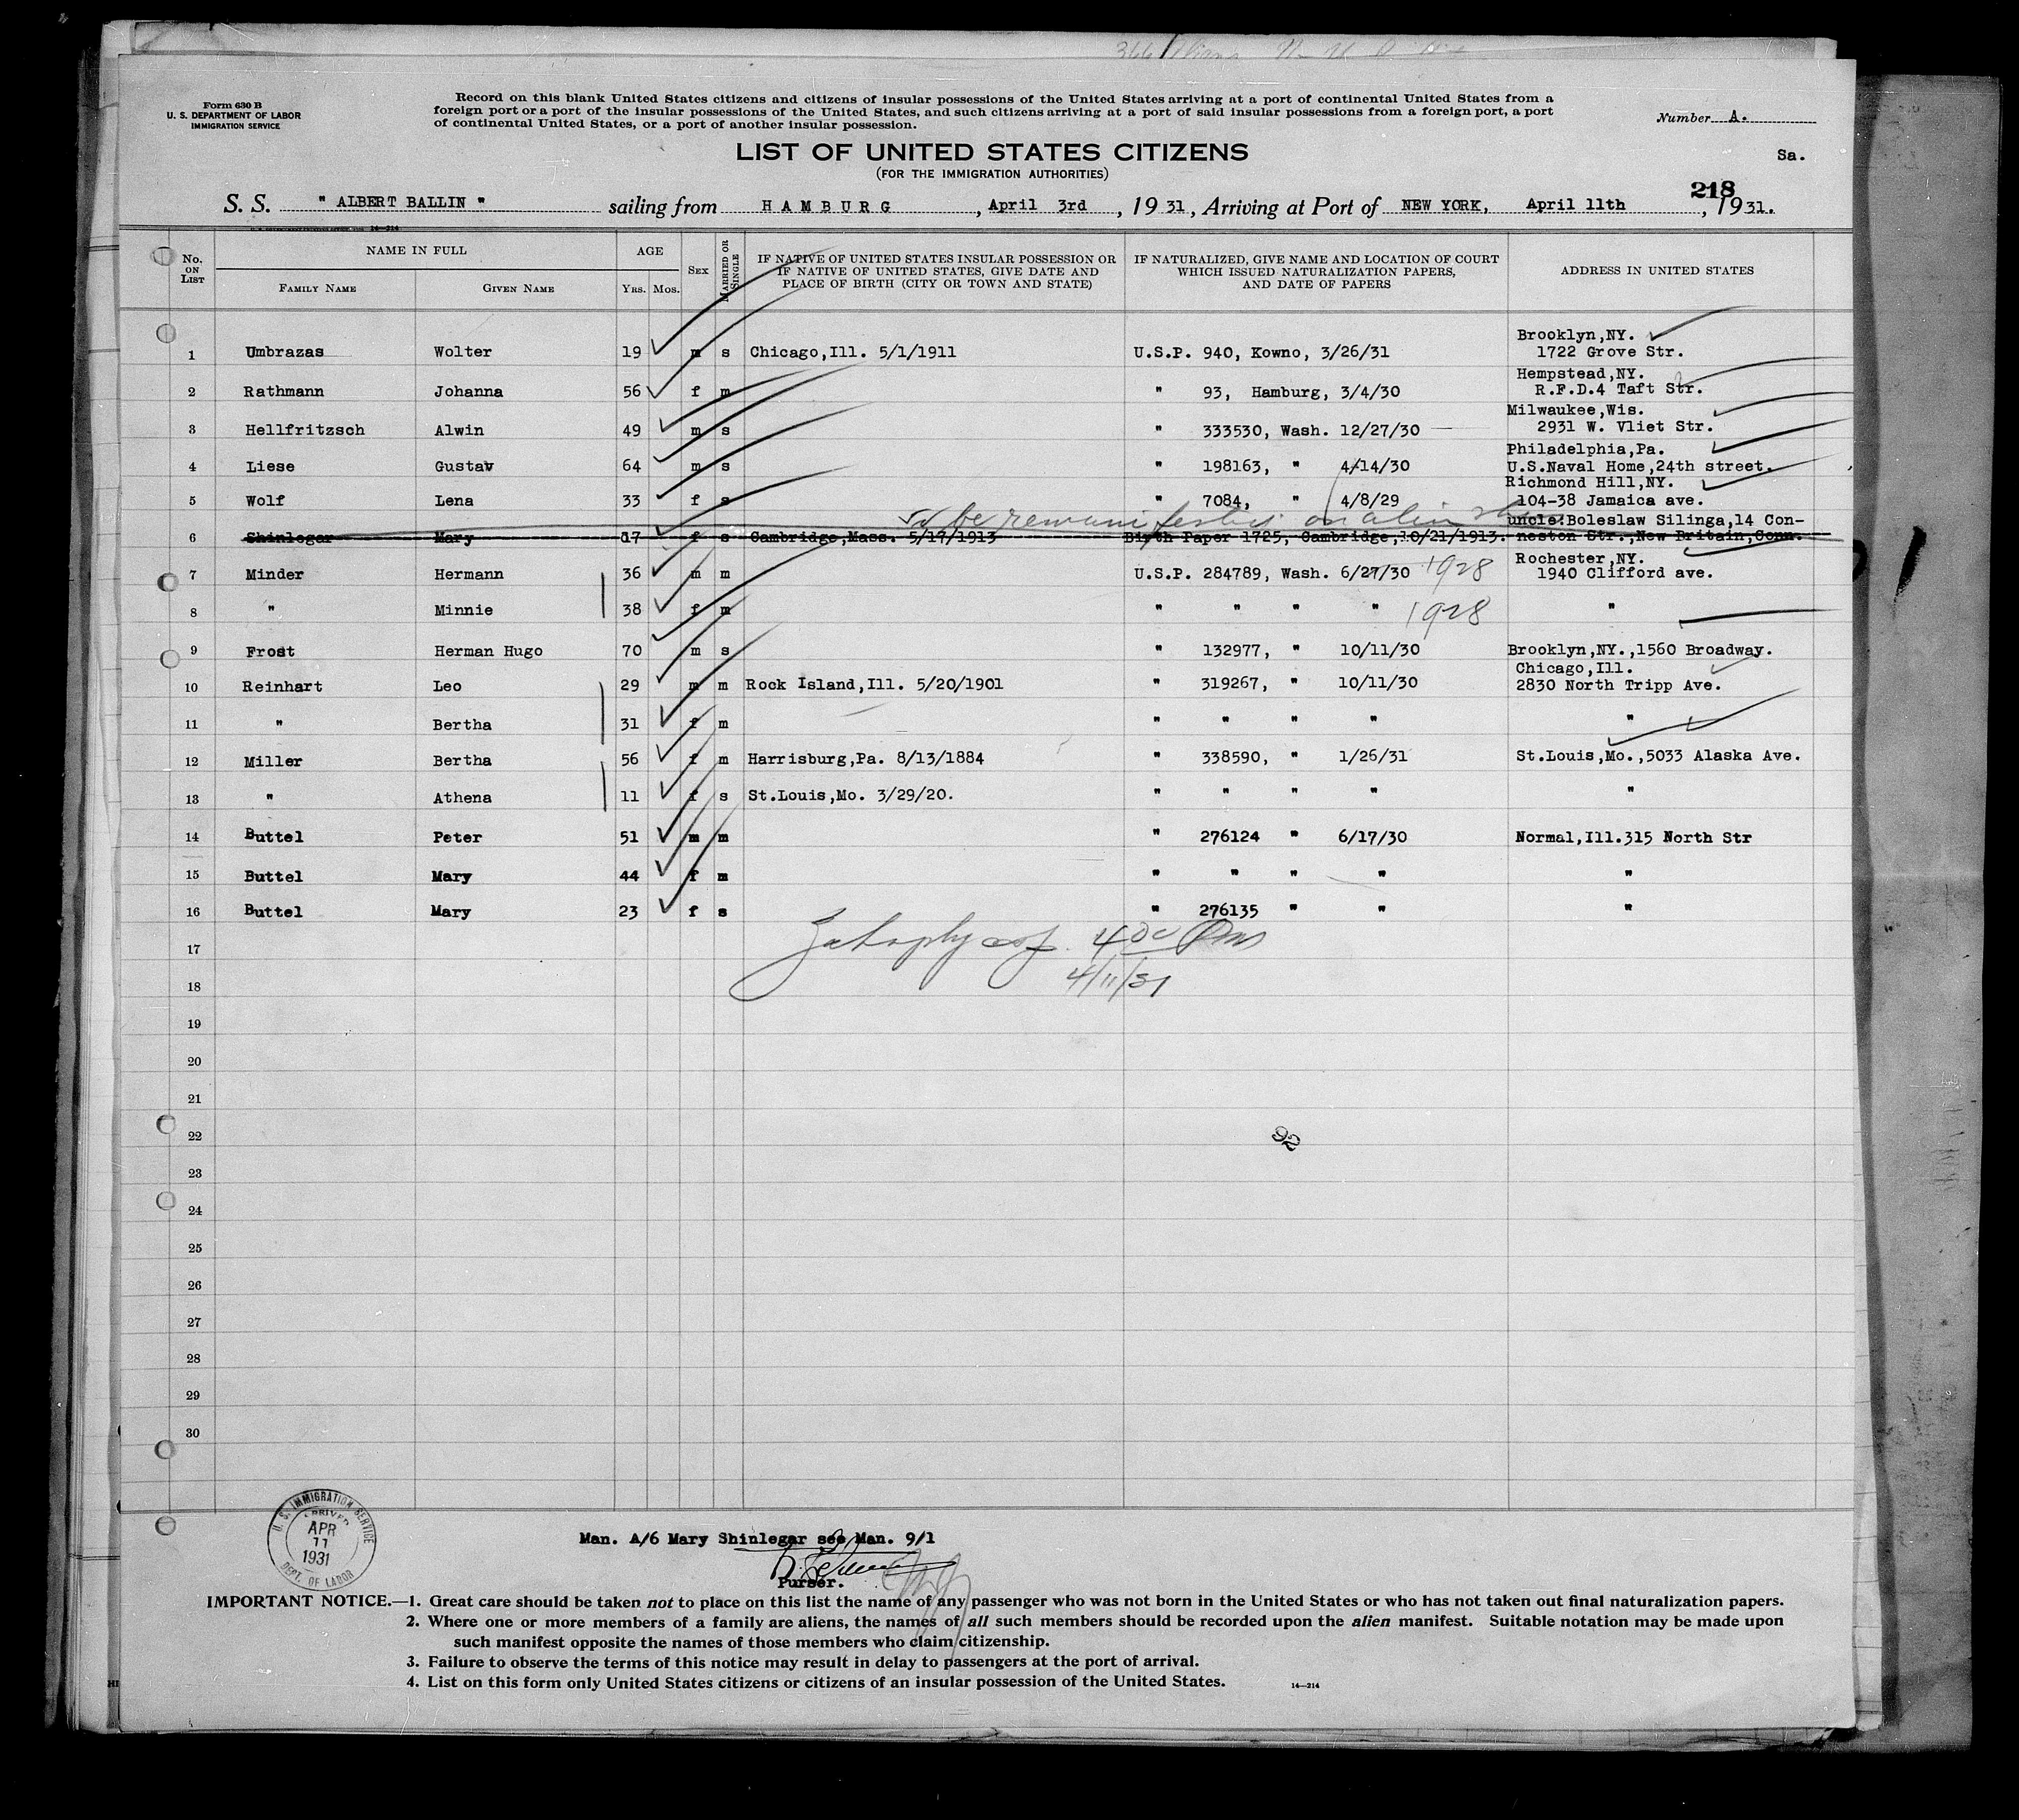 Form 630 B
U. S. DEPARTMENT OF LABOR
IMMIGRATION SERVICE
Record on this blank United States citizens and citizens of insular possessions of the United States arriving at a port of continental United States from a
foreign port or a port of the insular possessions of the United States, and such citizens arriving at a port of said insular possessions from a foreign port, a port
of continental United States, or a port of another insular possession.
Number A.
LIST OF UNITED STATES CITIZENS
(FOR THE IMMIGRATION AUTHORITIES)
Sa.
218
S. S. " ALBERT BALLIN " sailing from HAMBURG, April 3rd, 1931, Arriving at Port of NEW YORK, April 11th, 1931.
No. ON LIST NAME IN FULL FAMILY NAME GIVEN NAME AGE YRS. MOS. SEX MARRIED OR SINGLE
IF NATIVE OF UNITED STATES INSULAR POSSESSION OR
IF NATIVE OF UNITED STATES, GIVE DATE AND
PLACE OF BIRTH (CITY OR TOWN AND STATE)
IF NATURALIZED, GIVE NAME AND LOCATION OF COURT
WHICH ISSUED NATURALIZATION PAPERS,
AND DATE OF PAPERS
ADDRESS IN UNITED STATES
Brooklyn,NY.
1 Umbrazas Wolter 19 m s Chicago,Ill. 5/1/1911 U.S.P. 940, Kowno, 3/26/31 1722 Grove Str.
Hempstead,NY.
2 Rathmann Johanna 56 f m " 93, Hamburg, 3/4/30 R.F.D.4 Taft Str.
Milwaukee,Wis.
3 Hellfritzsch Alwin 49 m s " 333530, Wash. 12/27/30 2931 W. Vliet Str.
Philadelphia,Pa.
4 Liese Gustav 64 m s " 198163, " 4/14/30 U.S.Naval Home,24th street.
Richmond Hill,NY.
5 Wolf Lena 33 f s " 7084, " 4/8/29 104-38 Jamaica ave.
to be remanifested on alien
uncle:Boleslaw Silinga,14 Con-
6 Shinlegar Mary 17 f s Cambridge,Mass. 5/17/1913 Birth Paper 1725, Cambridge,10/21/1913. neston Str.,New Britain,Conn.
Rochester,NY.
7 Minder Hermann 36 m m U.S.P. 284789, Wash. 6/27/30 1928 1940 Clifford ave.
8 " Minnie 38 f m " " " " 1928 "
9 Frost Herman Hugo 70 m s " 132977, " 10/11/30 Brooklyn,NY.,1560 Broadway.
Chicago,Ill.
10 Reinhart Leo 29 m m Rock Island,Ill. 5/20/1901 " 319267, " 10/11/30 2830 North Tripp Ave.
11 " Bertha 31 f m " " " " "
12 Miller Bertha 56 f m Harrisburg,Pa. 8/13/1884 " 338590, " 1/26/31 St.Louis,Mo.,5033 Alaska Ave.
13 " Athena 11 f s St.Louis,Mo. 3/29/20. " " " " "
14 Buttel Peter 51 m m " 276124 " 6/17/30 Normal,Ill.315 North Str
15 Buttel Mary 44 f m " " " " "
16 Buttel Mary 23 f s " 276135 " " "
17
4/11/31
18
19
20
21
22
92
23
24
25
26
27
28
29
30
U. S. IMMIGRATION SERVICE
ARRIVED
APR
11
1931
DEPT. OF LABOR
Man. A/6 Mary Shinlegar see Man. 9/1
Purser.
IMPORTANT NOTICE.—1. Great care should be taken not to place on this list the name of any passenger who was not born in the United States or who has not taken out final naturalization papers.
2. Where one or more members of a family are aliens, the names of all such members should be recorded upon the alien manifest. Suitable notation may be made upon
such manifest opposite the names of those members who claim citizenship.
3. Failure to observe the terms of this notice may result in delay to passengers at the port of arrival.
4. List on this form only United States citizens or citizens of an insular possession of the United States.
14—214